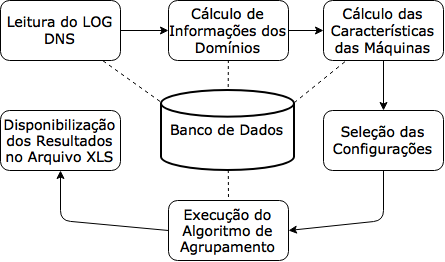 Leitura do LOG
DNS
Cálculo de
Informações dos
Domínios
Cálculo das
Características
das Máquinas
Disponibilização
dos Resultados
no Arquivo XLS
Banco de Dados
Seleção das
Configurações
Execução do
Algoritmo de
Agrupamento